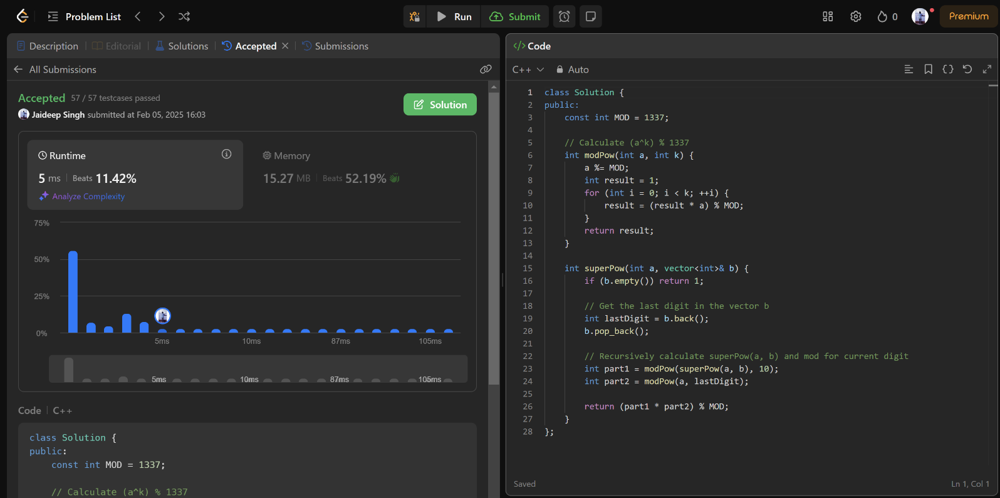 Problem List
Run
Submit
0
Premium
Description
Editorial
Solutions
Accepted
Submissions
All Submissions
Accepted 57 / 57 testcases passed
Jaideep Singh submitted at Feb 05, 2025 16:03
Solution
Runtime
5 ms Beats 11.42%
Analyze Complexity
Memory
15.27 MB Beats 52.19%
75%
50%
25%
0%
5ms 10ms 87ms 105ms
5ms 10ms 87ms 105ms
Code | C++
class Solution {
public:
    const int MOD = 1337;
    // Calculate (a^k) % 1337
</> Code
C++
Auto
1 class Solution {
2 public:
3     const int MOD = 1337;
4
5     // Calculate (a^k) % 1337
6     int modPow(int a, int k) {
7         a %= MOD;
8         int result = 1;
9         for (int i = 0; i < k; ++i) {
10             result = (result * a) % MOD;
11         }
12         return result;
13     }
14
15     int superPow(int a, vector<int>& b) {
16         if (b.empty()) return 1;
17
18         // Get the last digit in the vector b
19         int lastDigit = b.back();
20         b.pop_back();
21
22         // Recursively calculate superPow(a, b) and mod for current digit
23         int part1 = modPow(superPow(a, b), 10);
24         int part2 = modPow(a, lastDigit);
25
26         return (part1 * part2) % MOD;
27     }
28 };
Saved
Ln 1, Col 1